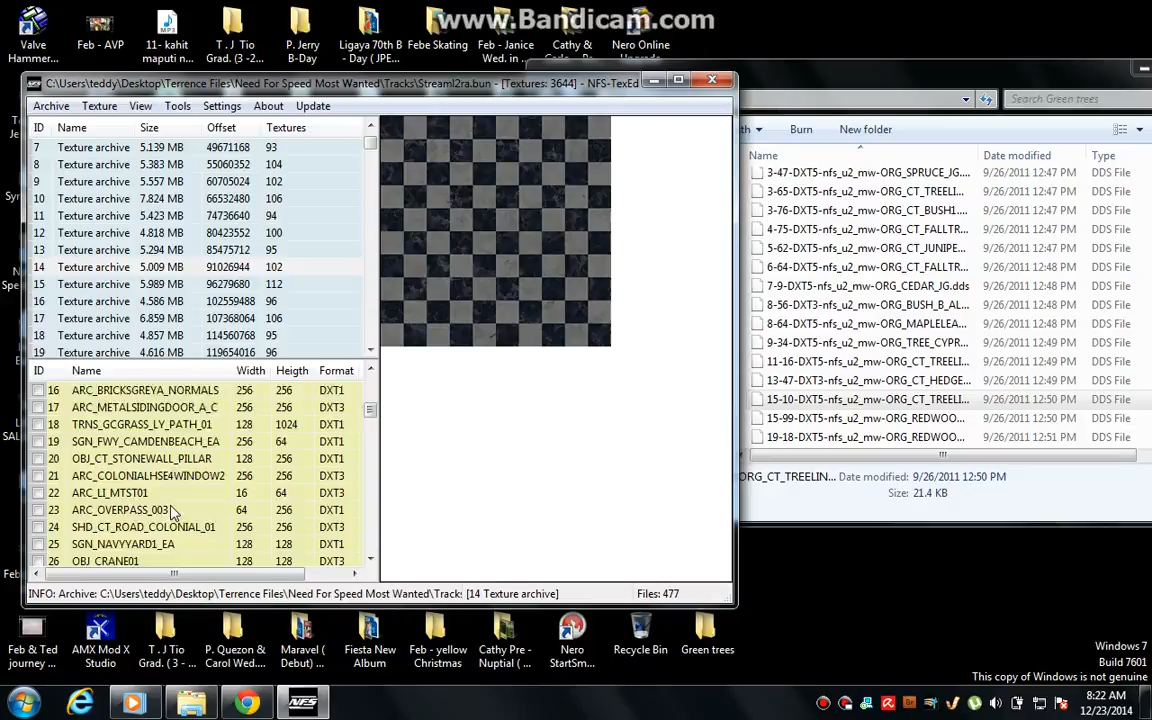 www.Bandicam.com
Valve
Hammer...
Feb - AVP
11- kahit
maputi n...
T . J Tio
Grad. (3 -2...
P. Jerry
B-Day
Ligaya 70th B
- Day ( JPE...
Febe Skating
Feb - Janice
Wed. in ...
Cathy &
Nero Online
C:\Users\teddy\Desktop\Terrence Files\Need For Speed Most Wanted\Tracks\StreamL2ra.bun - [Textures: 3644] - NFS-TexEd
Archive Texture View Tools Settings About Update
ID Name Size Offset Textures
7 Texture archive 5.139 MB 49671168 93
8 Texture archive 5.383 MB 55060352 104
9 Texture archive 5.557 MB 60705024 102
10 Texture archive 7.824 MB 66532480 106
11 Texture archive 5.423 MB 74736640 94
12 Texture archive 4.818 MB 80423552 100
13 Texture archive 5.294 MB 85475712 95
14 Texture archive 5.009 MB 91026944 102
15 Texture archive 5.989 MB 96279680 112
16 Texture archive 4.586 MB 102559488 96
17 Texture archive 6.859 MB 107368064 106
18 Texture archive 5.387 MB 114560768 95
19 Texture archive 4.616 MB 119654016 96
ID Name Width Heigth Format
16 ARC_BRICKSGREYA_NORMALS 256 256 DXT1
17 ARC_METALSIDINGDOOR_A_C 256 256 DXT3
18 TRNS_GCGRASS_LY_PATH_01 128 1024 DXT1
19 SGN_FWY_CAMDENBEACH_EA 256 64 DXT1
20 OBJ_CT_STONEWALL_PILLAR 128 256 DXT1
21 ARC_COLONIALHSE4WINDOW2 256 256 DXT3
22 ARC_LI_MTST01 16 64 DXT3
23 ARC_OVERPASS_003 64 256 DXT1
24 SHD_CT_ROAD_COLONIAL_01 256 256 DXT3
25 SGN_NAVYYARD1_EA 128 128 DXT1
26 OBJ_CRANE01 128 128 DXT3
INFO: Archive: C:\Users\teddy\Desktop\Terrence Files\Need For Speed Most Wanted\Track: [14 Texture archive] Files: 477
Search Green trees
th Burn New folder
Name Date modified Type
3-47-DXT5-nfs_u2_mw-ORG_SPRUCE_JG.... 9/26/2011 12:47 PM DDS File
3-65-DXT5-nfs_u2_mw-ORG_CT_TREELI... 9/26/2011 12:47 PM DDS File
3-76-DXT5-nfs_u2_mw-ORG_CT_BUSH1.... 9/26/2011 12:47 PM DDS File
4-75-DXT5-nfs_u2_mw-ORG_CT_FALLTR... 9/26/2011 12:47 PM DDS File
5-62-DXT5-nfs_u2_mw-ORG_CT_JUNIPE... 9/26/2011 12:47 PM DDS File
6-64-DXT5-nfs_u2_mw-ORG_CT_FALLTR... 9/26/2011 12:48 PM DDS File
7-9-DXT5-nfs_u2_mw-ORG_CEDAR_JG.dds 9/26/2011 12:48 PM DDS File
8-56-DXT5-nfs_u2_mw-ORG_BUSH_B_AL... 9/26/2011 12:48 PM DDS File
8-64-DXT5-nfs_u2_mw-ORG_MAPLELEA... 9/26/2011 12:48 PM DDS File
9-34-DXT5-nfs_u2_mw-ORG_TREE_CYPR... 9/26/2011 12:49 PM DDS File
11-16-DXT5-nfs_u2_mw-ORG_CT_TREELI... 9/26/2011 12:49 PM DDS File
13-47-DXT5-nfs_u2_mw-ORG_CT_HEDGE... 9/26/2011 12:50 PM DDS File
15-10-DXT5-nfs_u2_mw-ORG_CT_TREELI... 9/26/2011 12:50 PM DDS File
15-99-DXT5-nfs_u2_mw-ORG_REDWOO... 9/26/2011 12:51 PM DDS File
19-18-DXT5-nfs_u2_mw-ORG_REDWOO... 9/26/2011 12:51 PM DDS File
ORG_CT_TREELIN... Date modified: 9/26/2011 12:50 PM
Size: 21.4 KB
Feb & Ted
journey ...
AMX Mod X
Studio
T . J Tio
Grad. ( 3 -...
P. Quezon &
Carol Wed...
Maravel (
Debut) ...
Fiesta New
Album
Feb - yellow
Christmas
Cathy Pre -
Nuptial ( ...
Nero
StartSm...
Recycle Bin
Green trees
Windows 7
Build 7601
This copy of Windows is not genuine
8:22 AM
12/23/2014